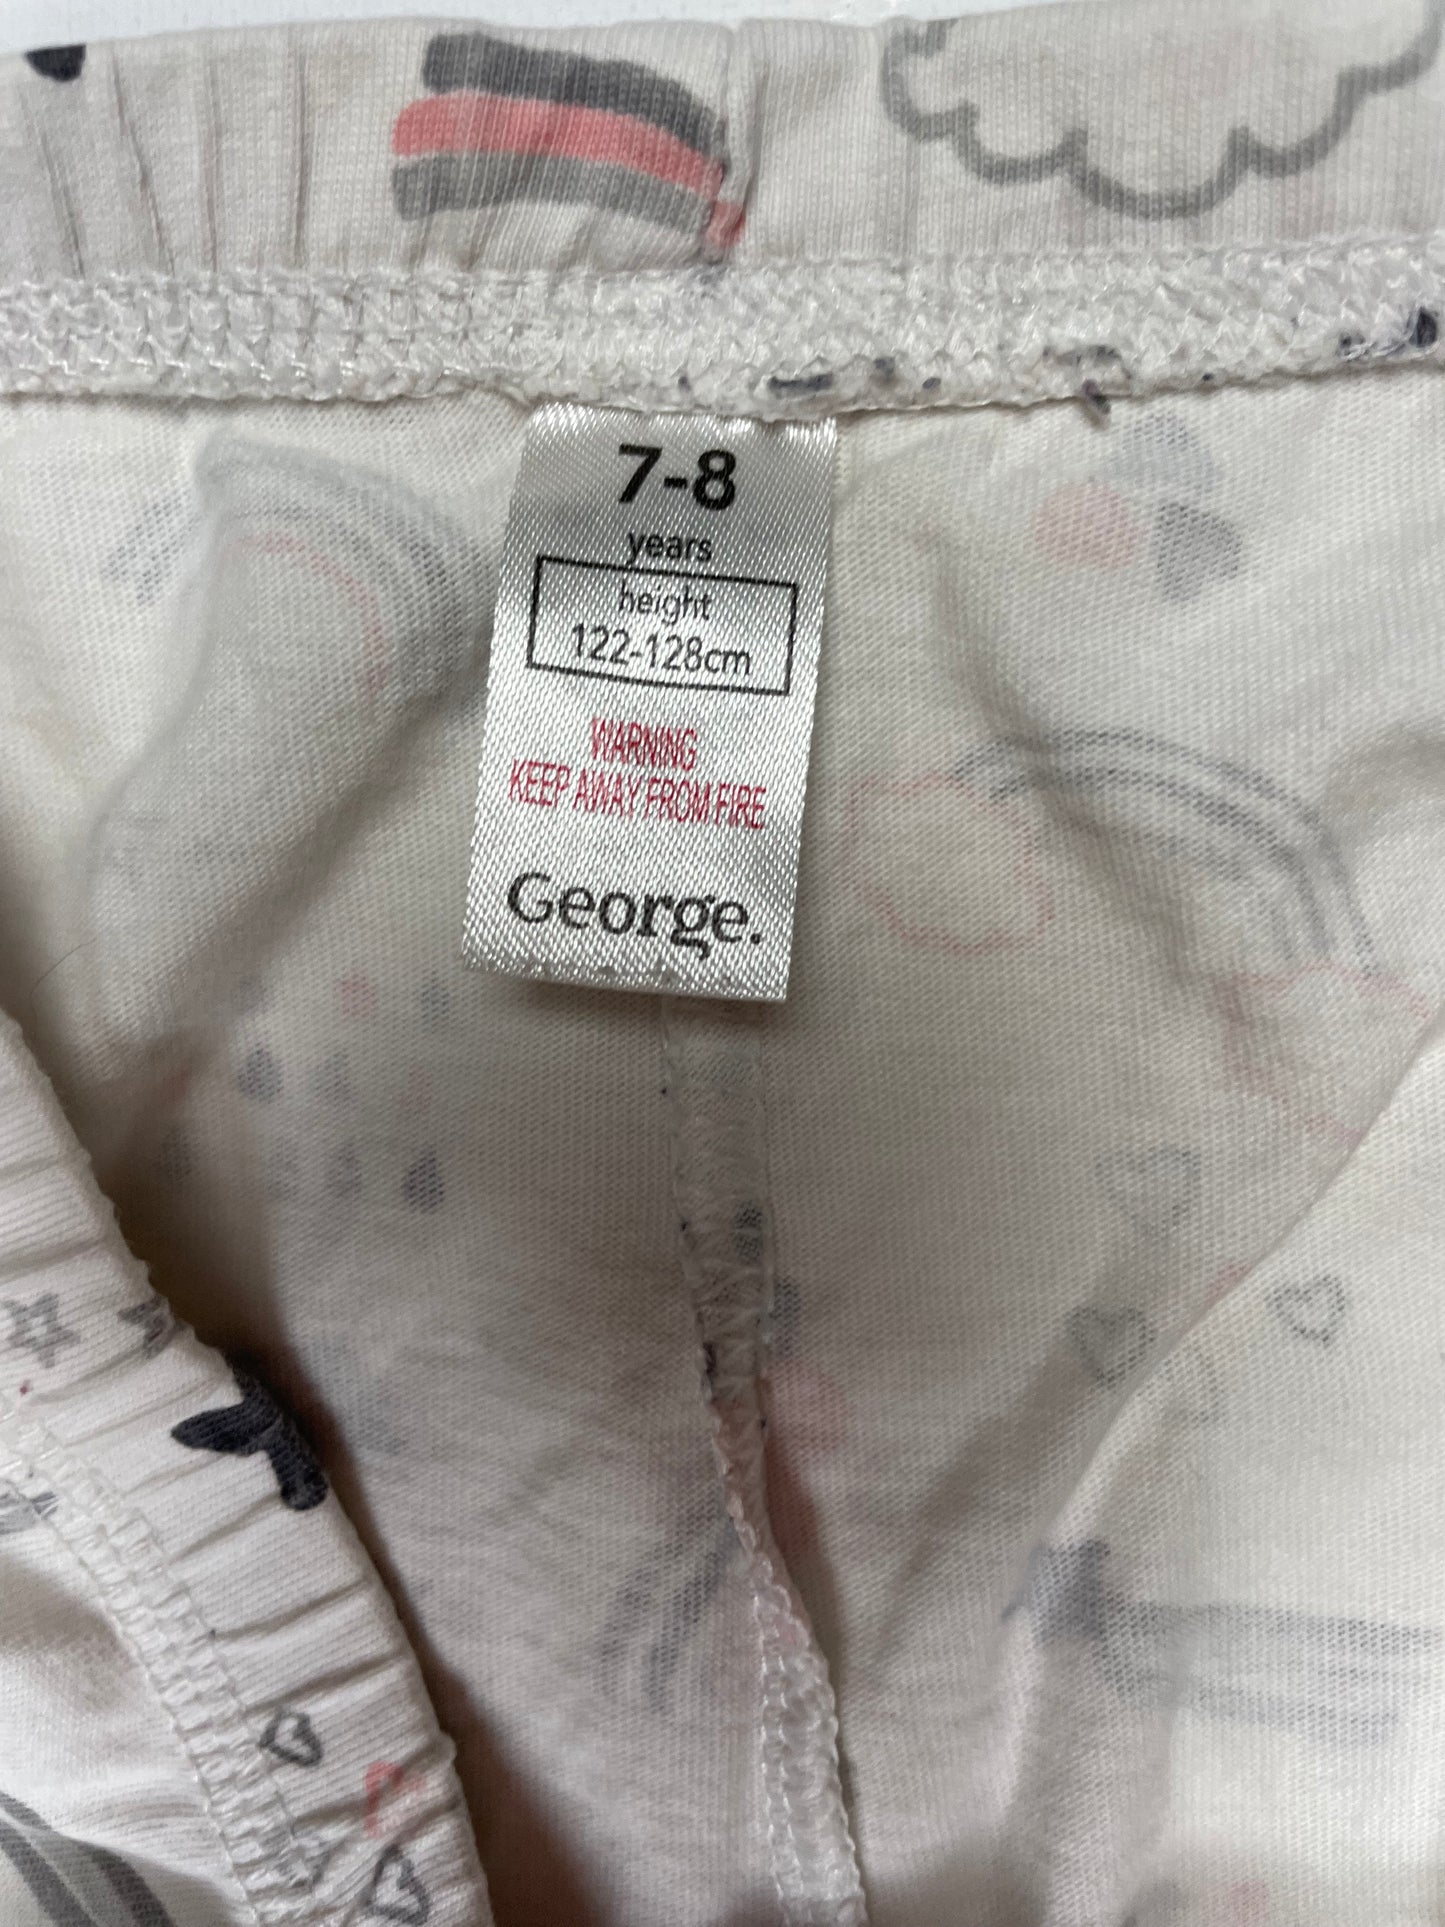 7-8
years
height
122-128cm
WARNING
KEEP AWAY FROM FIRE
George.